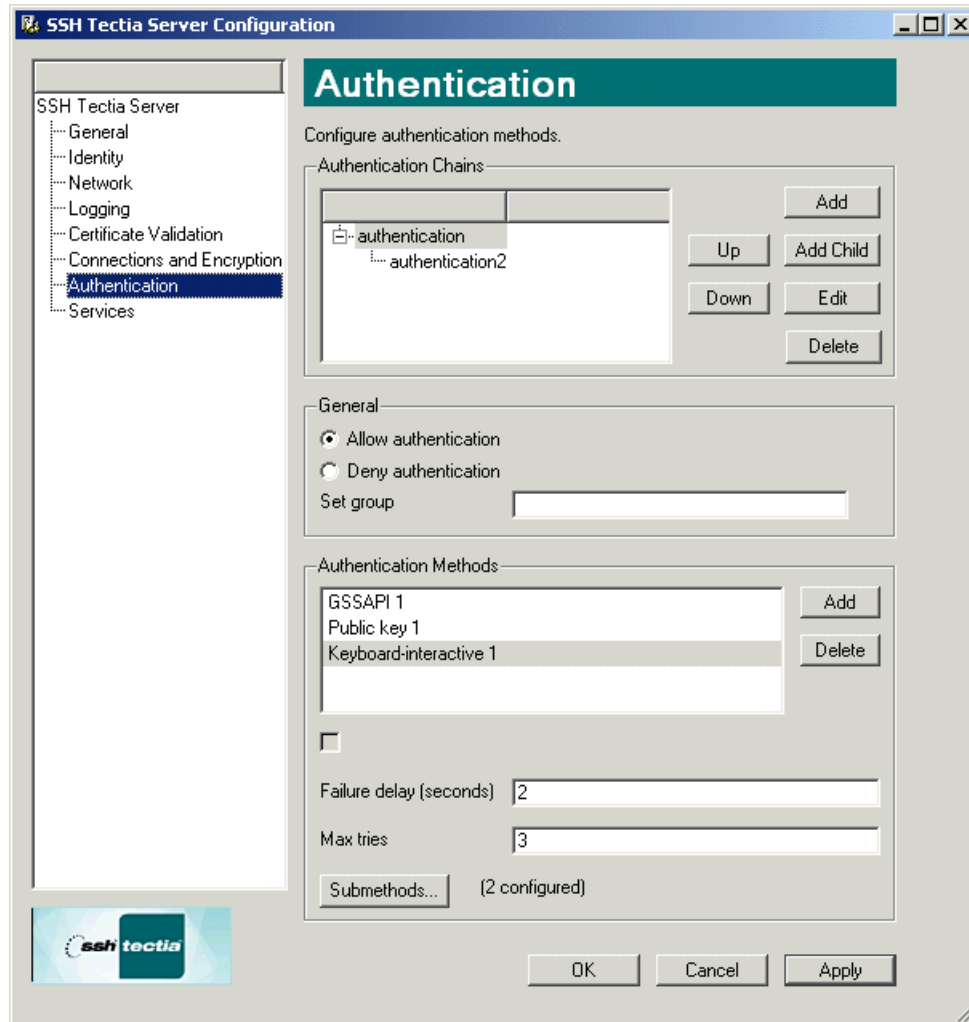 SSH Tectia Server Configuration
SSH Tectia Server
General
Identity
Network
Logging
Certificate Validation
Connections and Encryption
Authentication
Services
ssh tectia
Authentication
Configure authentication methods.
Authentication Chains
authentication
authentication2
Add
Up
Add Child
Down
Edit
Delete
General
Allow authentication
Deny authentication
Set group
Authentication Methods
GSSAPI 1
Public key 1
Keyboard-interactive 1
Add
Delete
Failure delay (seconds) 2
Max tries 3
Submethods... (2 configured)
OK Cancel Apply